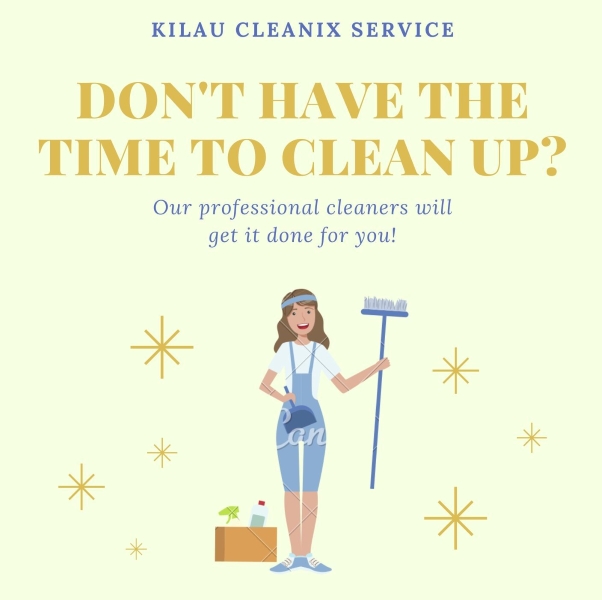 KILAU CLEANIX SERVICE
DON'T HAVE THE
TIME TO CLEAN UP?
Our professional cleaners will
get it done for you!
Can